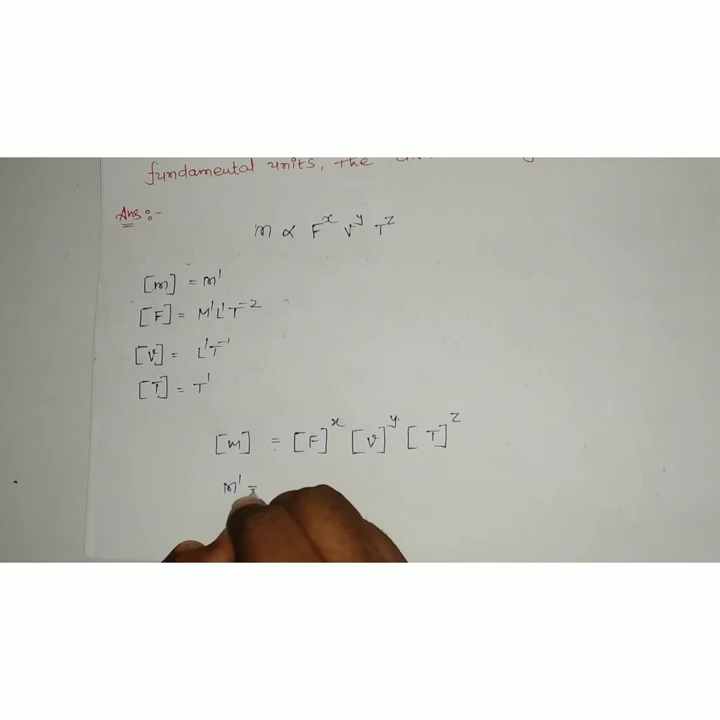 fundamental units, The
Ans:-
m ∝ F^x V^y T^z
[m] = M^1
[F] = M^1 L^1 T^-2
[V] = L^1 T^-1
[T] = T^1
[m] = [F]^x [V]^y [T]^z
M^1 =